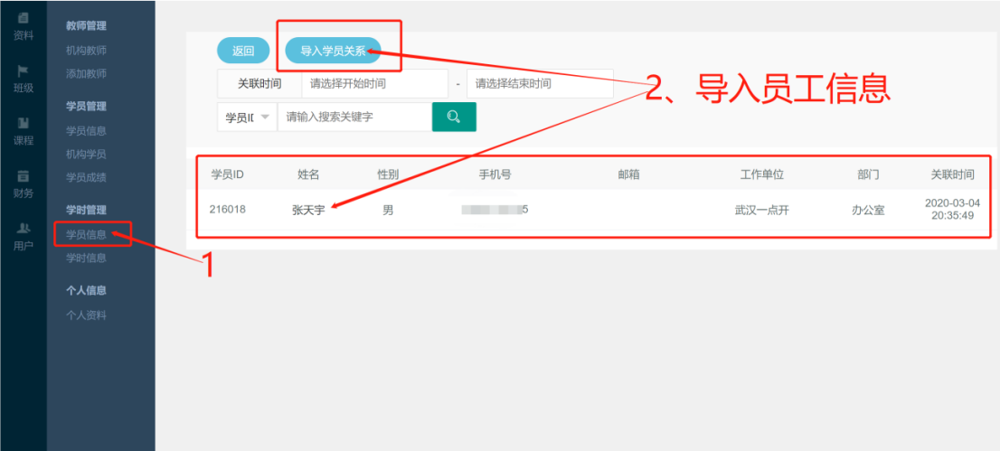 资料
班级
课程
财务
用户
教师管理
机构教师
添加教师
学员管理
学员信息
机构学员
学员成绩
学时管理
学员信息
学时信息
个人信息
个人资料
1
返回 导入学员关系
关联时间 请选择开始时间 - 请选择结束时间
学员I 请输入搜索关键字
2、导入员工信息
学员ID 姓名 性别 手机号 邮箱 工作单位 部门 关联时间
216018 张天宇 男 5 武汉一点开 办公室 2020-03-04
20:35:49